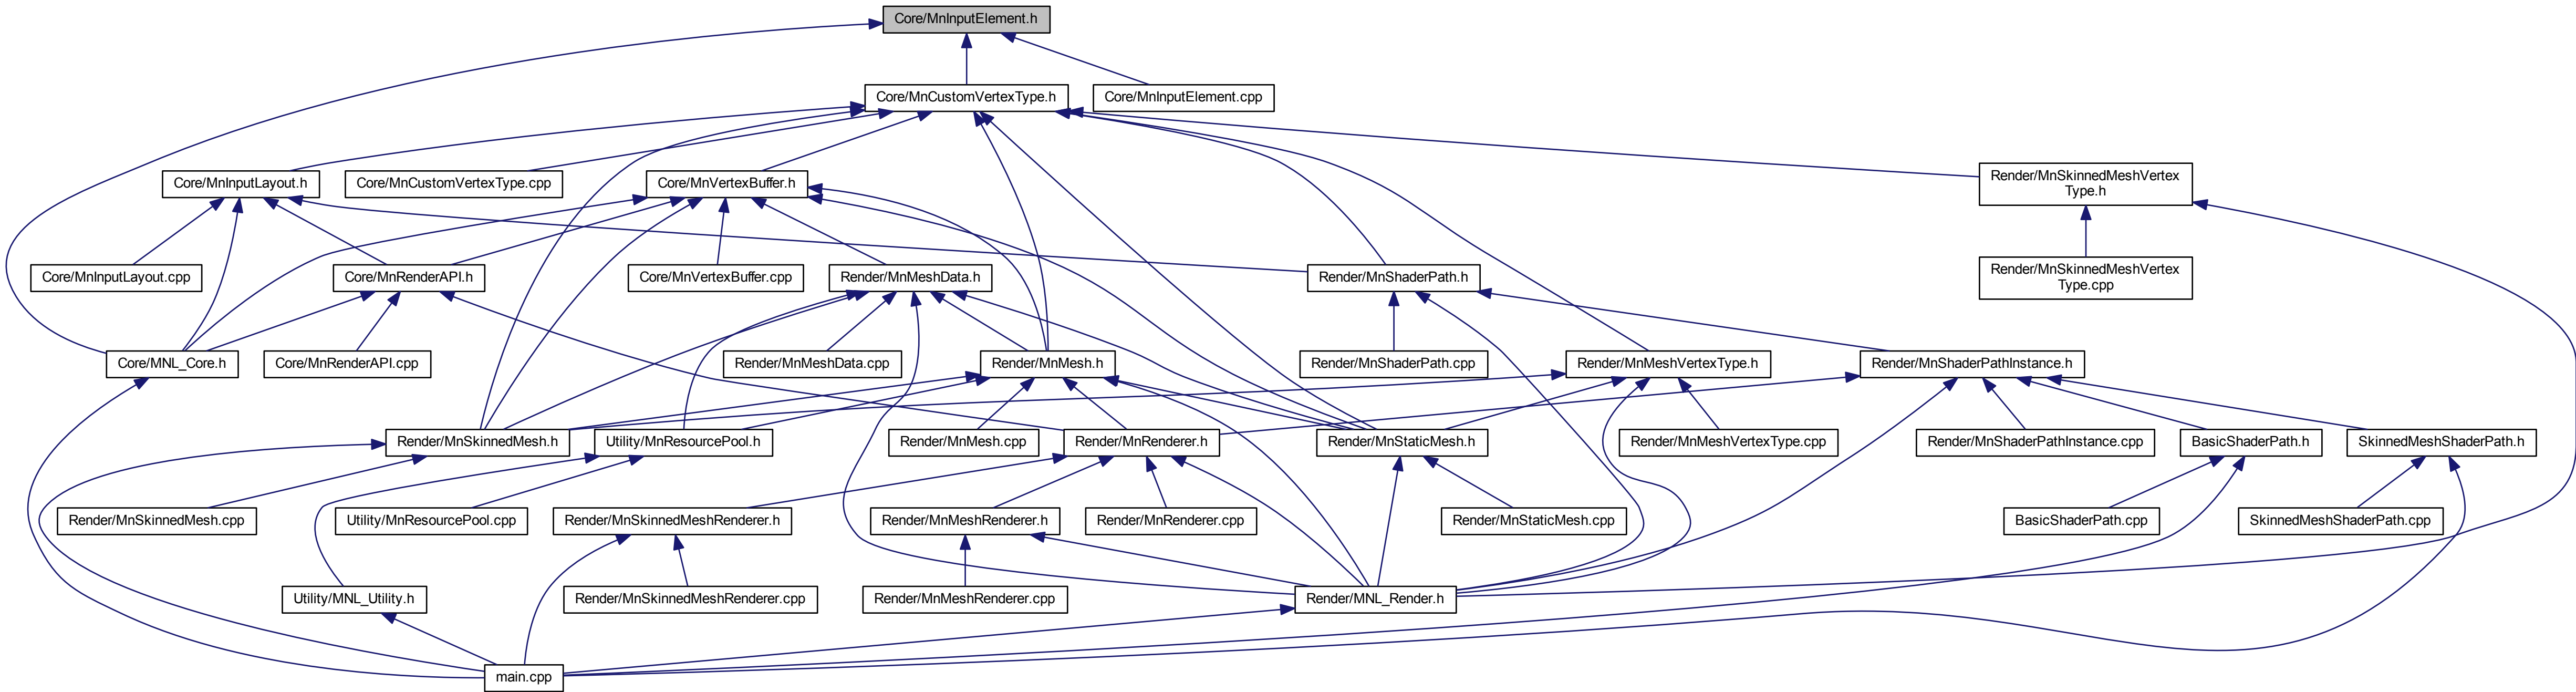 Core/MnInputElement.h
Core/MnCustomVertexType.h
Core/MnInputElement.cpp
Core/MnInputLayout.h
Core/MnCustomVertexType.cpp
Core/MnVertexBuffer.h
Render/MnSkinnedMeshVertex
Type.h
Core/MnInputLayout.cpp
Core/MnRenderAPI.h
Core/MnVertexBuffer.cpp
Render/MnMeshData.h
Render/MnShaderPath.h
Render/MnSkinnedMeshVertex
Type.cpp
Core/MNL_Core.h
Core/MnRenderAPI.cpp
Render/MnMeshData.cpp
Render/MnMesh.h
Render/MnShaderPath.cpp
Render/MnMeshVertexType.h
Render/MnShaderPathInstance.h
Render/MnSkinnedMesh.h
Utility/MnResourcePool.h
Render/MnMesh.cpp
Render/MnRenderer.h
Render/MnStaticMesh.h
Render/MnMeshVertexType.cpp
Render/MnShaderPathInstance.cpp
BasicShaderPath.h
SkinnedMeshShaderPath.h
Render/MnSkinnedMesh.cpp
Utility/MnResourcePool.cpp
Render/MnSkinnedMeshRenderer.h
Render/MnMeshRenderer.h
Render/MnRenderer.cpp
Render/MnStaticMesh.cpp
BasicShaderPath.cpp
SkinnedMeshShaderPath.cpp
Utility/MNL_Utility.h
Render/MnSkinnedMeshRenderer.cpp
Render/MnMeshRenderer.cpp
Render/MNL_Render.h
main.cpp